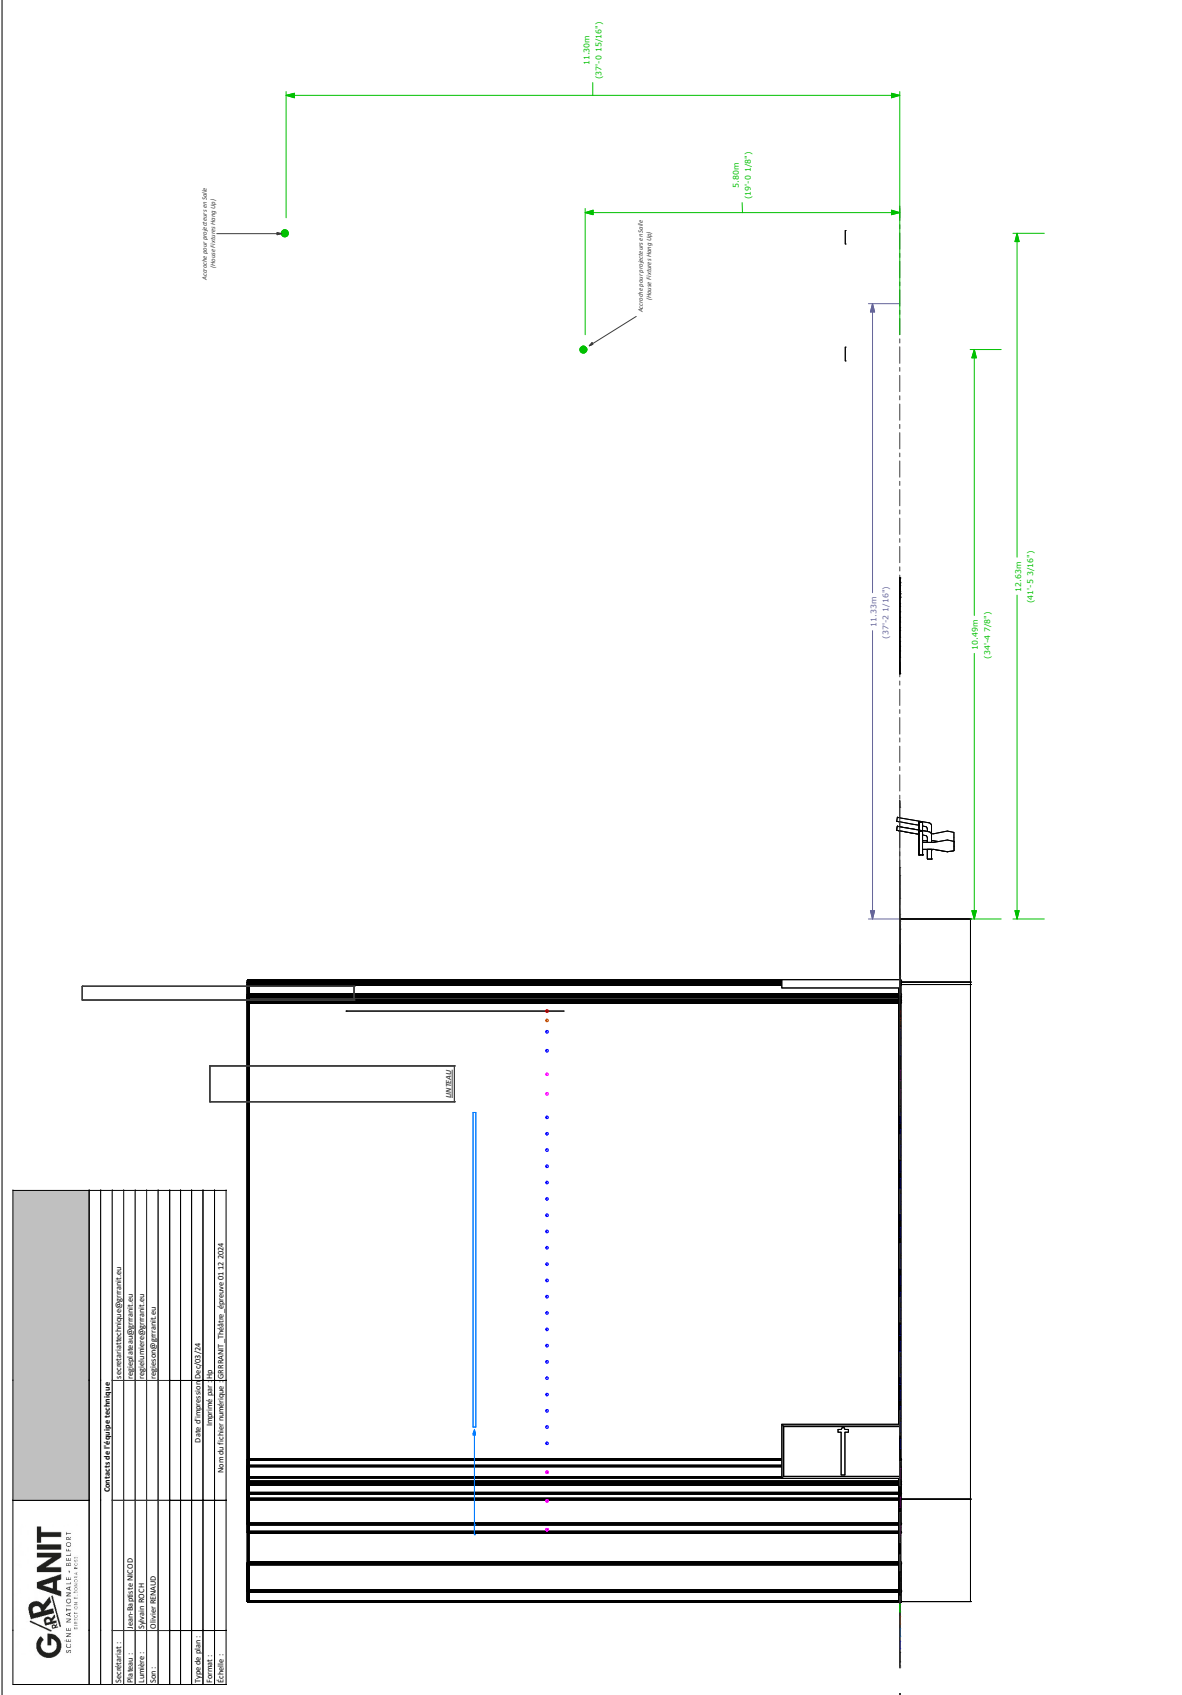 11.30m
(37'-0 15/16")
5.80m
(19'-0 1/8")
Accroche pour projecteurs en Salle
(House Fixtures Hang Up)
Accroche pour projecteurs en Salle
(House Fixtures Hang Up)
11.33m
(37'-2 1/16")
10.49m
(34'-4 7/8")
12.63m
(41'-5 3/16")
LINTEAU
GRRRANIT
SCÈNE NATIONALE - BELFORT
Contacts de l'équipe technique
Secrétariat :
secretariattechnique@grrranit.eu
Plateau :
Jean-Baptiste NICOD
regieplateau@grrranit.eu
Lumière :
Sylvain ROCH
regielumiere@grrranit.eu
Son :
Olivier RENAUD
regieson@grrranit.eu
Type de plan :
Date d'impression :
Dec/03/24
Format :
Imprimé par :
Hp
Échelle :
Nom du fichier numérique :
GRRRANIT_Théâtre_épreuve 01 12 2024